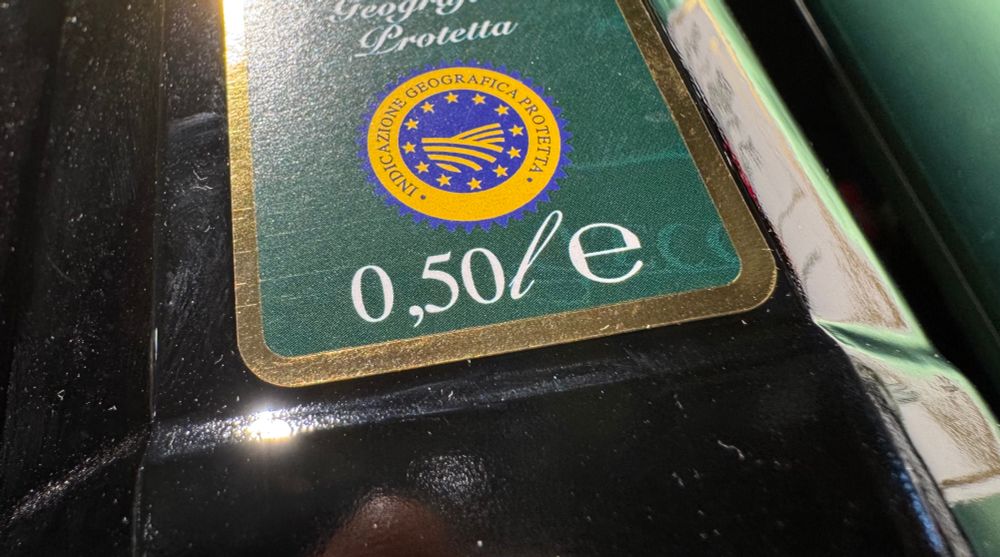 Protetta
INDICAZIONE GEOGRAFICA PROTETTA
0,50l e